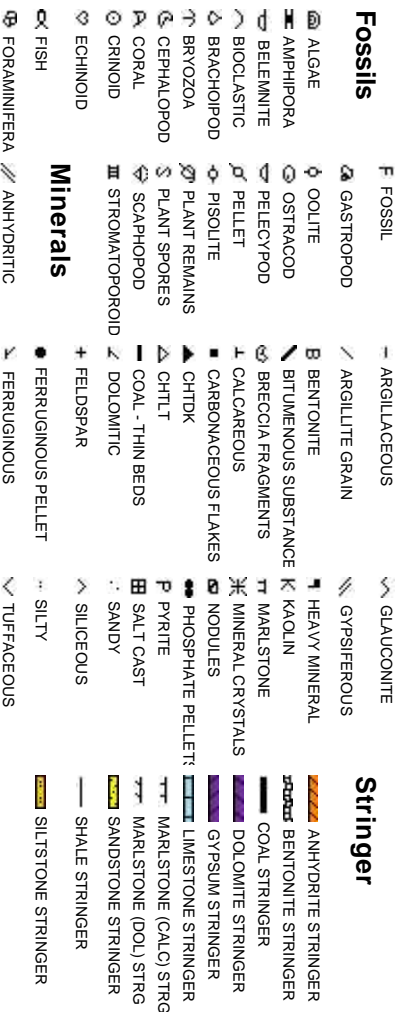 Fossils
ALGAE
AMPHIPORA
BELEMNITE
BIOCLASTIC
BRACHOIPOD
BRYOZOA
CEPHALOPOD
CORAL
CRINOID
ECHINOID
FISH
FORAMINIFERA
F FOSSIL
GASTROPOD
OOLITE
OSTRACOD
PELECYPOD
PELLET
PISOLITE
PLANT REMAINS
PLANT SPORES
SCAPHOPOD
STROMATOPOROID
Minerals
ANHYDRITIC
ARGILLACEOUS
ARGILLITE GRAIN
B BENTONITE
BITUMENOUS SUBSTANCE
BRECCIA FRAGMENTS
CALCAREOUS
CARBONACEOUS FLAKES
CHTDK
CHTLT
COAL - THIN BEDS
DOLOMITIC
FELDSPAR
FERRUGINOUS PELLET
FERRUGINOUS
GLAUCONITE
GYPSIFEROUS
HEAVY MINERAL
K KAOLIN
MARLSTONE
MINERAL CRYSTALS
NODULES
PHOSPHATE PELLETS
P PYRITE
SALT CAST
SANDY
SILICEOUS
SILTY
TUFFACEOUS
Stringer
ANHYDRITE STRINGER
BENTONITE STRINGER
COAL STRINGER
DOLOMITE STRINGER
GYPSUM STRINGER
LIMESTONE STRINGER
MARLSTONE (CALC) STRG
MARLSTONE (DOL) STRG
SANDSTONE STRINGER
SHALE STRINGER
SILTSTONE STRINGER